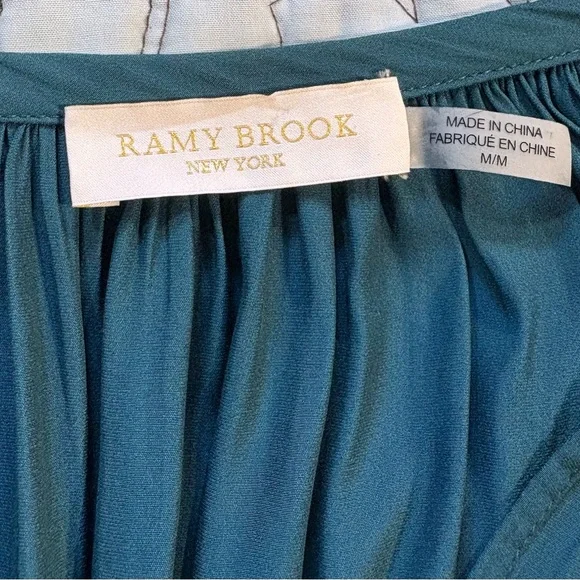 RAMY BROOK
NEW YORK
MADE IN CHINA
FABRIQUÉ EN CHINE
M/M